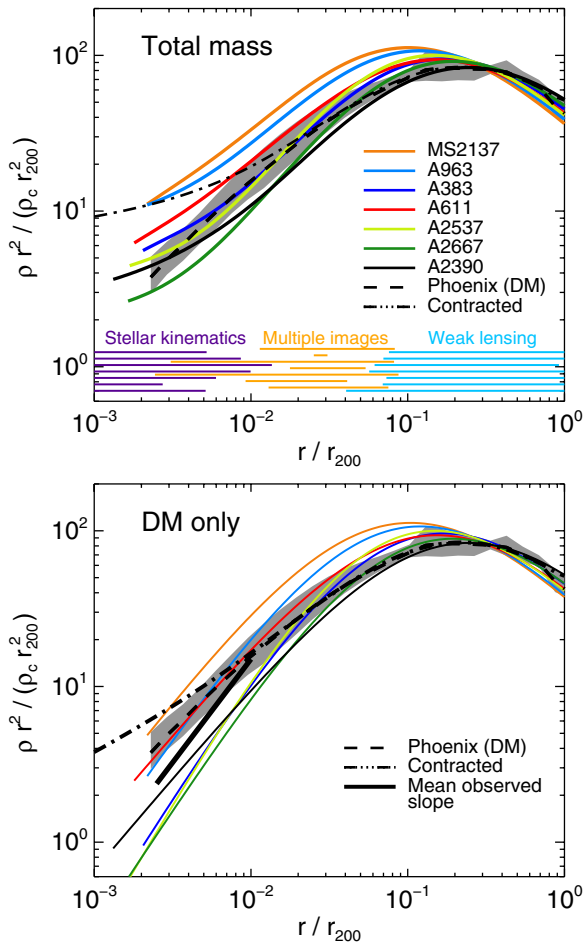 Total mass
10²
10¹
10⁰
ρ r² / (ρc r²200)
MS2137
A963
A383
A611
A2537
A2667
A2390
Phoenix (DM)
Contracted
Stellar kinematics Multiple images Weak lensing
10⁻³ 10⁻² 10⁻¹ 10⁰
r / r200
DM only
10²
10¹
10⁰
ρ r² / (ρc r²200)
Phoenix (DM)
Contracted
Mean observed
slope
10⁻³ 10⁻² 10⁻¹ 10⁰
r / r200